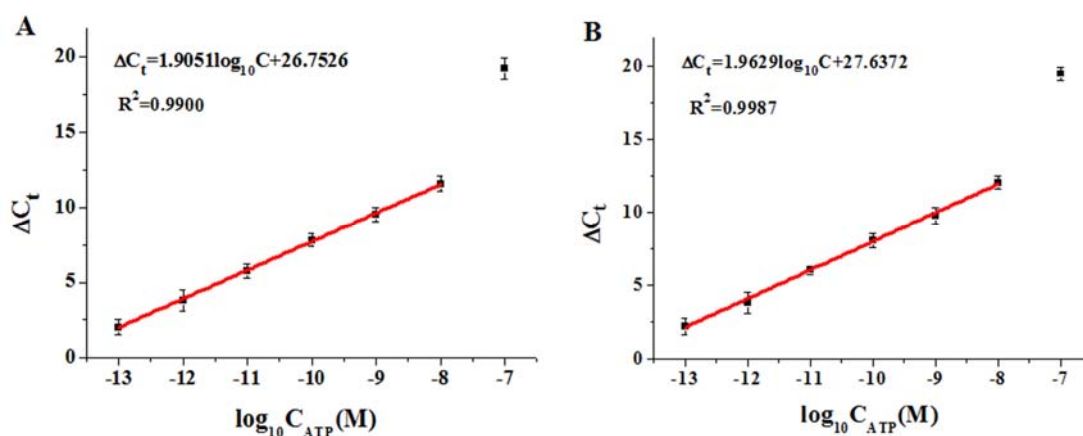 A
ΔCt=1.9051log10C+26.7526
R²=0.9900
20
15
10
5
0
ΔCt
-13 -12 -11 -10 -9 -8 -7
log10CATP(M)
B
ΔCt=1.9629log10C+27.6372
R²=0.9987
20
15
10
5
0
ΔCt
-13 -12 -11 -10 -9 -8 -7
log10CATP(M)